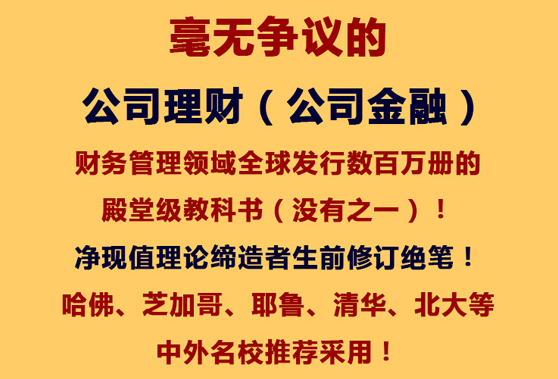 毫无争议的
公司理财（公司金融）
财务管理领域全球发行数百万册的
殿堂级教科书（没有之一）！
净现值理论缔造者生前修订绝笔！
哈佛、芝加哥、耶鲁、清华、北大等
中外名校推荐采用！